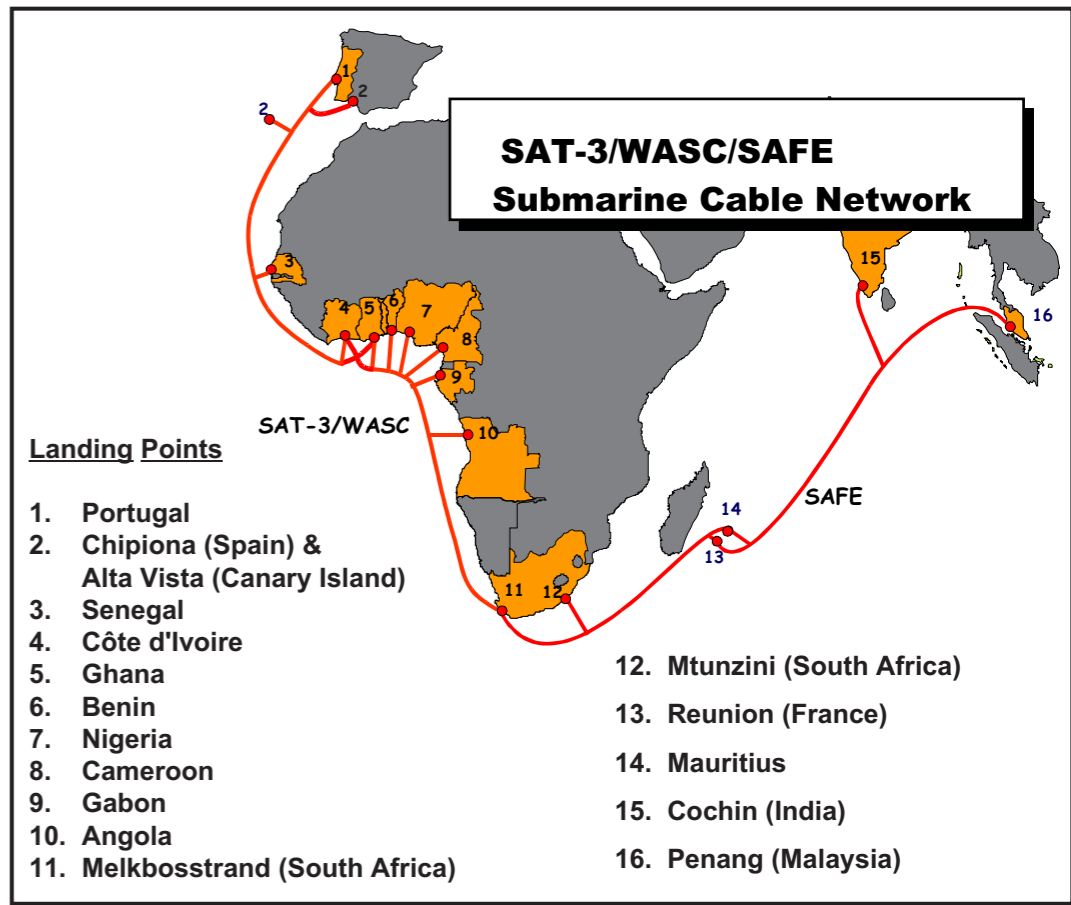 SAT-3/WASC/SAFE
Submarine Cable Network
1
2
2
3
4
5
6
7
8
9
10
11
12
13
14
15
16
SAT-3/WASC
SAFE
Landing Points
1. Portugal
2. Chipiona (Spain) &
Alta Vista (Canary Island)
3. Senegal
4. Côte d'Ivoire
5. Ghana
6. Benin
7. Nigeria
8. Cameroon
9. Gabon
10. Angola
11. Melkbosstrand (South Africa)
12. Mtunzini (South Africa)
13. Reunion (France)
14. Mauritius
15. Cochin (India)
16. Penang (Malaysia)